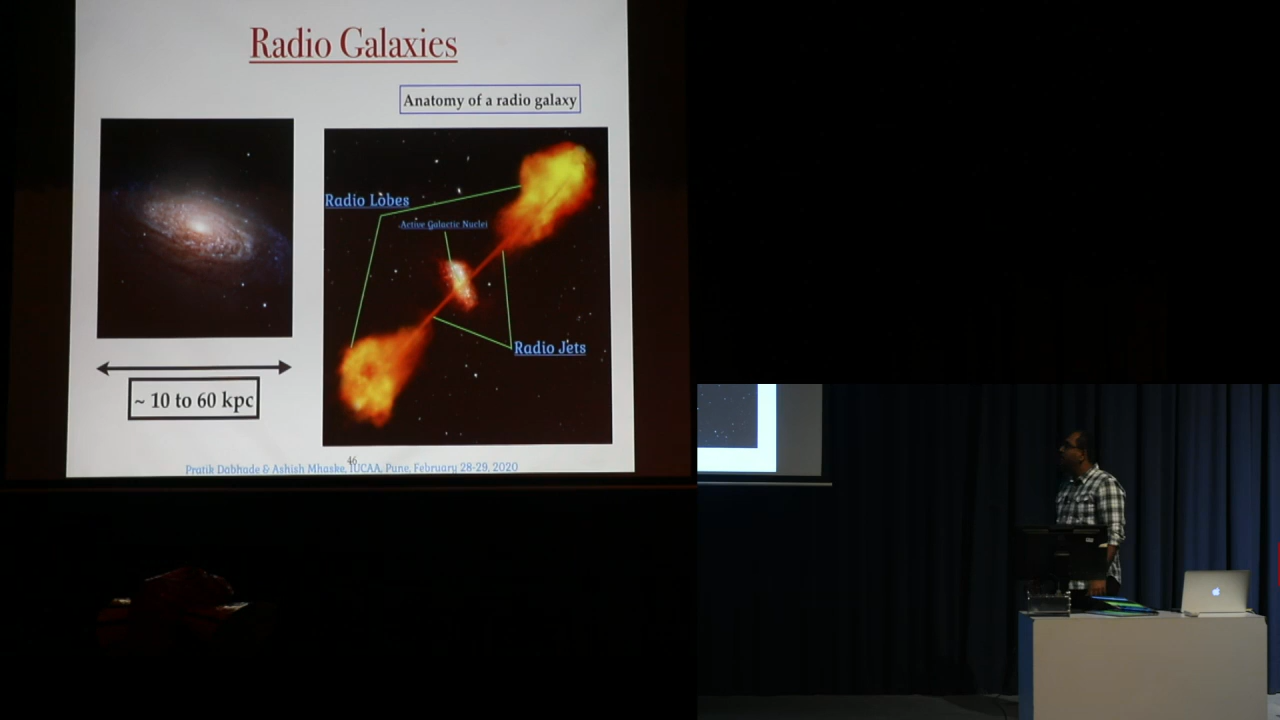 Radio Galaxies
Anatomy of a radio galaxy
Radio Lobes
Active Galactic Nuclei
Radio Jets
~ 10 to 60 kpc
46
Pratik Dabhade & Ashish Mhaske, IUCAA, Pune, February 28-29, 2020